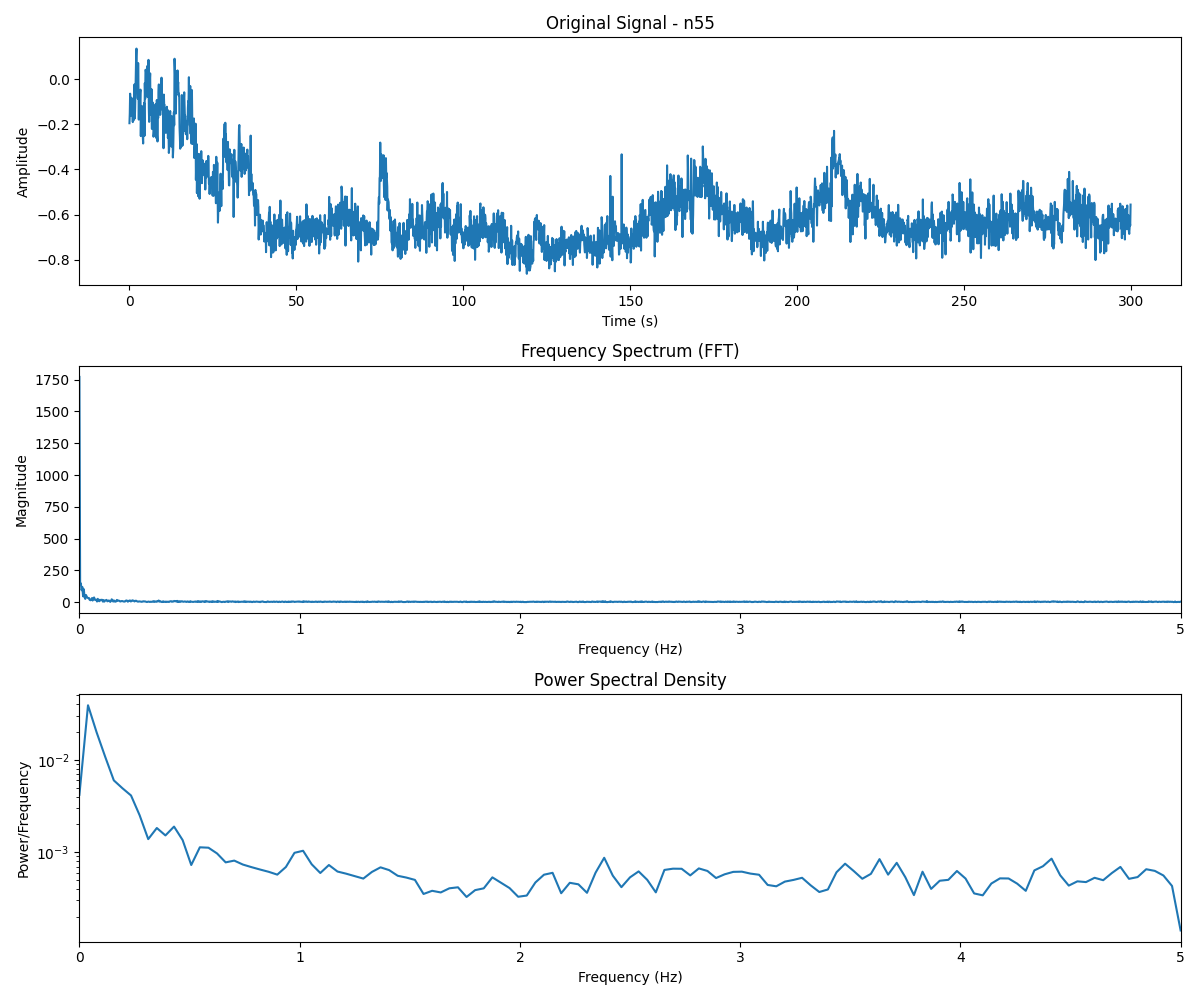 Original Signal - n55
0.0
−0.2
−0.4
−0.6
−0.8
Amplitude
0 50 100 150 200 250 300
Time (s)
Frequency Spectrum (FFT)
1750
1500
1250
1000
750
500
250
0
Magnitude
0 1 2 3 4 5
Frequency (Hz)
Power Spectral Density
10⁻²
10⁻³
Power/Frequency
0 1 2 3 4 5
Frequency (Hz)